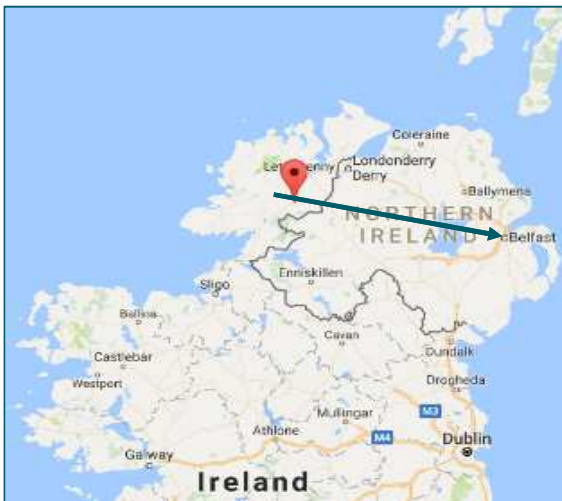 Coleraine
Londonderry
Derry
Ballymena
NORTHERN
IRELAND
Belfast
Enniskillen
Sligo
Ballina
Cavan
Dundalk
Castlebar
Westport
Drogheda
Mullingar
M3
Athlone
M4
Dublin
Galway
Ireland